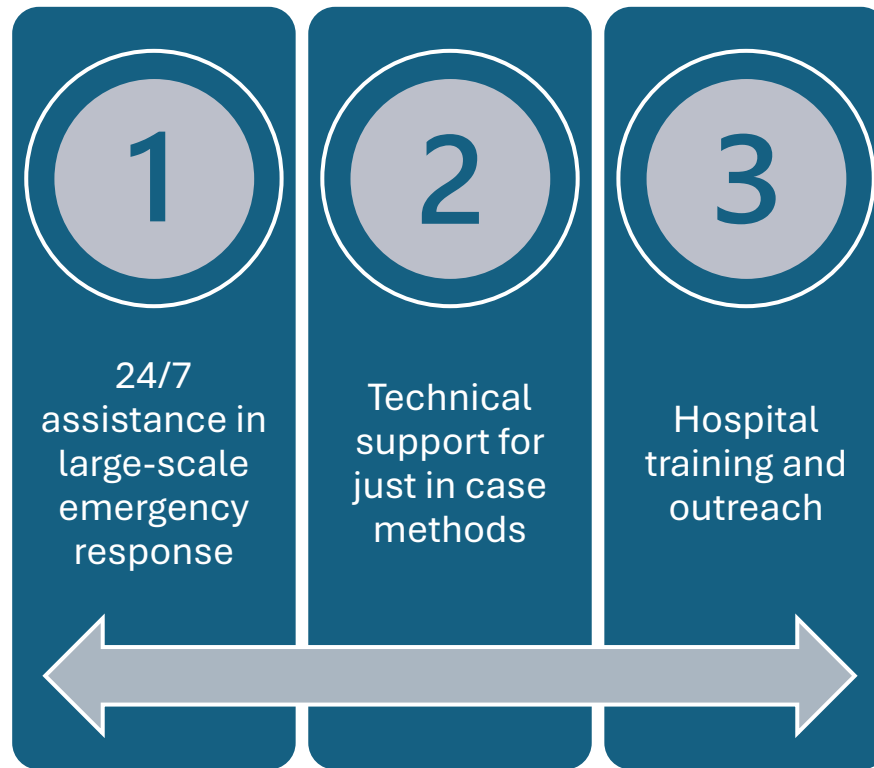 1
24/7
assistance in
large-scale
emergency
response
2
Technical
support for
just in case
methods
3
Hospital
training and
outreach